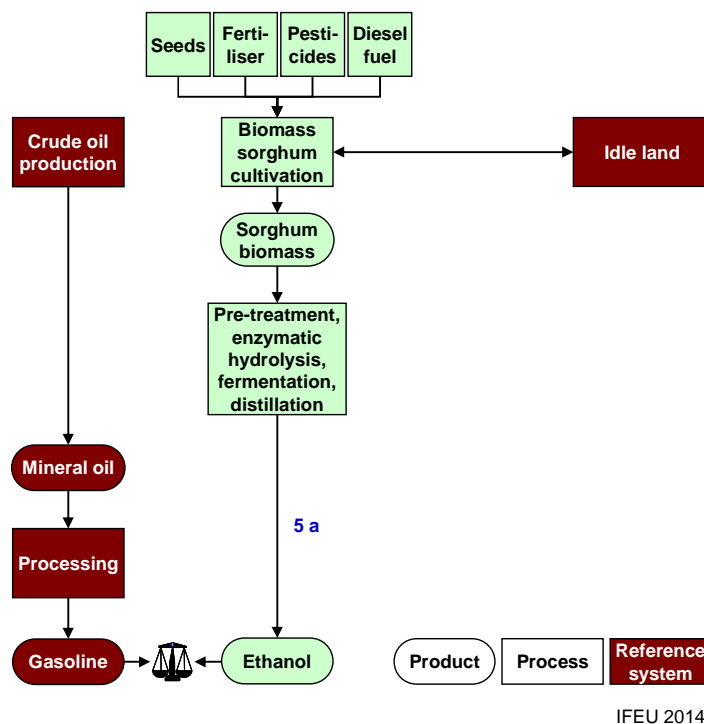 Seeds
Ferti-
liser
Pesti-
cides
Diesel
fuel
Crude oil
production
Biomass
sorghum
cultivation
Idle land
Sorghum
biomass
Pre-treatment,
enzymatic
hydrolysis,
fermentation,
distillation
Mineral oil
5 a
Processing
Gasoline
Ethanol
Product
Process
Reference
system
IFEU 2014